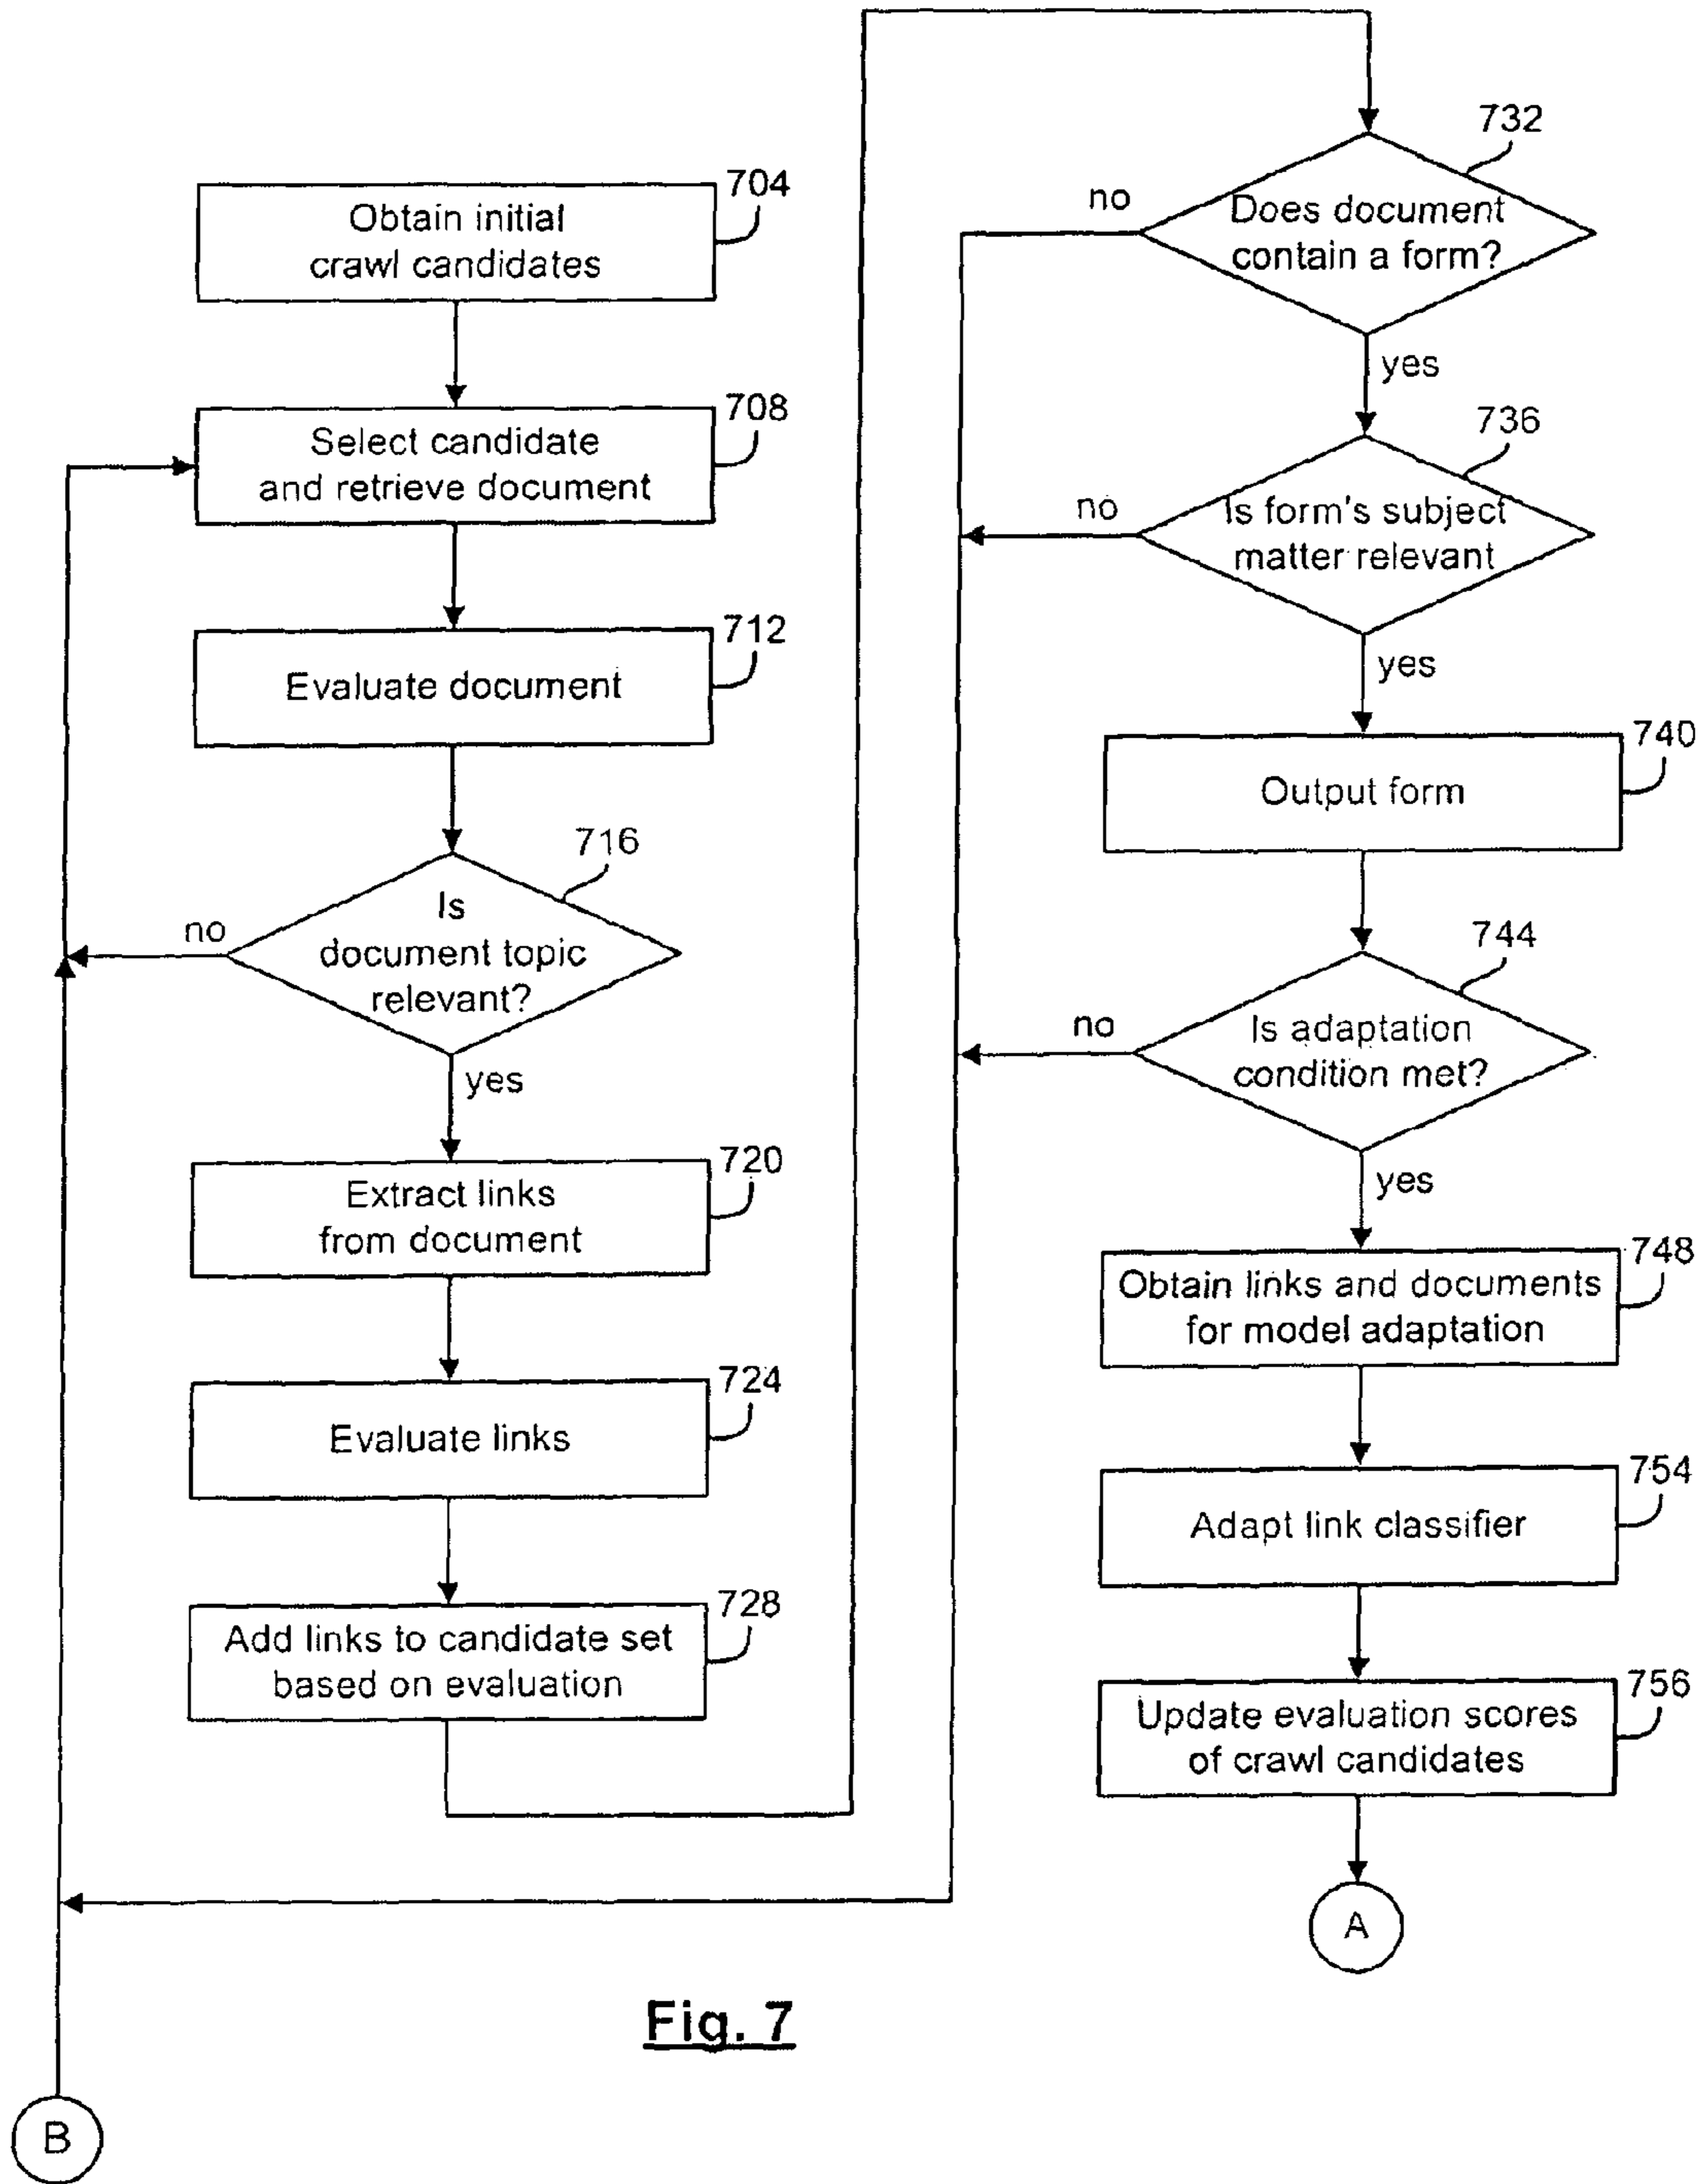 704
Obtain initial
crawl candidates
708
Select candidate
and retrieve document
712
Evaluate document
716
Is
document topic
relevant?
no
yes
720
Extract links
from document
724
Evaluate links
728
Add links to candidate set
based on evaluation
732
Does document
contain a form?
no
yes
736
Is form's subject
matter relevant
no
yes
740
Output form
744
Is adaptation
condition met?
no
yes
748
Obtain links and documents
for model adaptation
754
Adapt link classifier
756
Update evaluation scores
of crawl candidates
A
Fig. 7
B